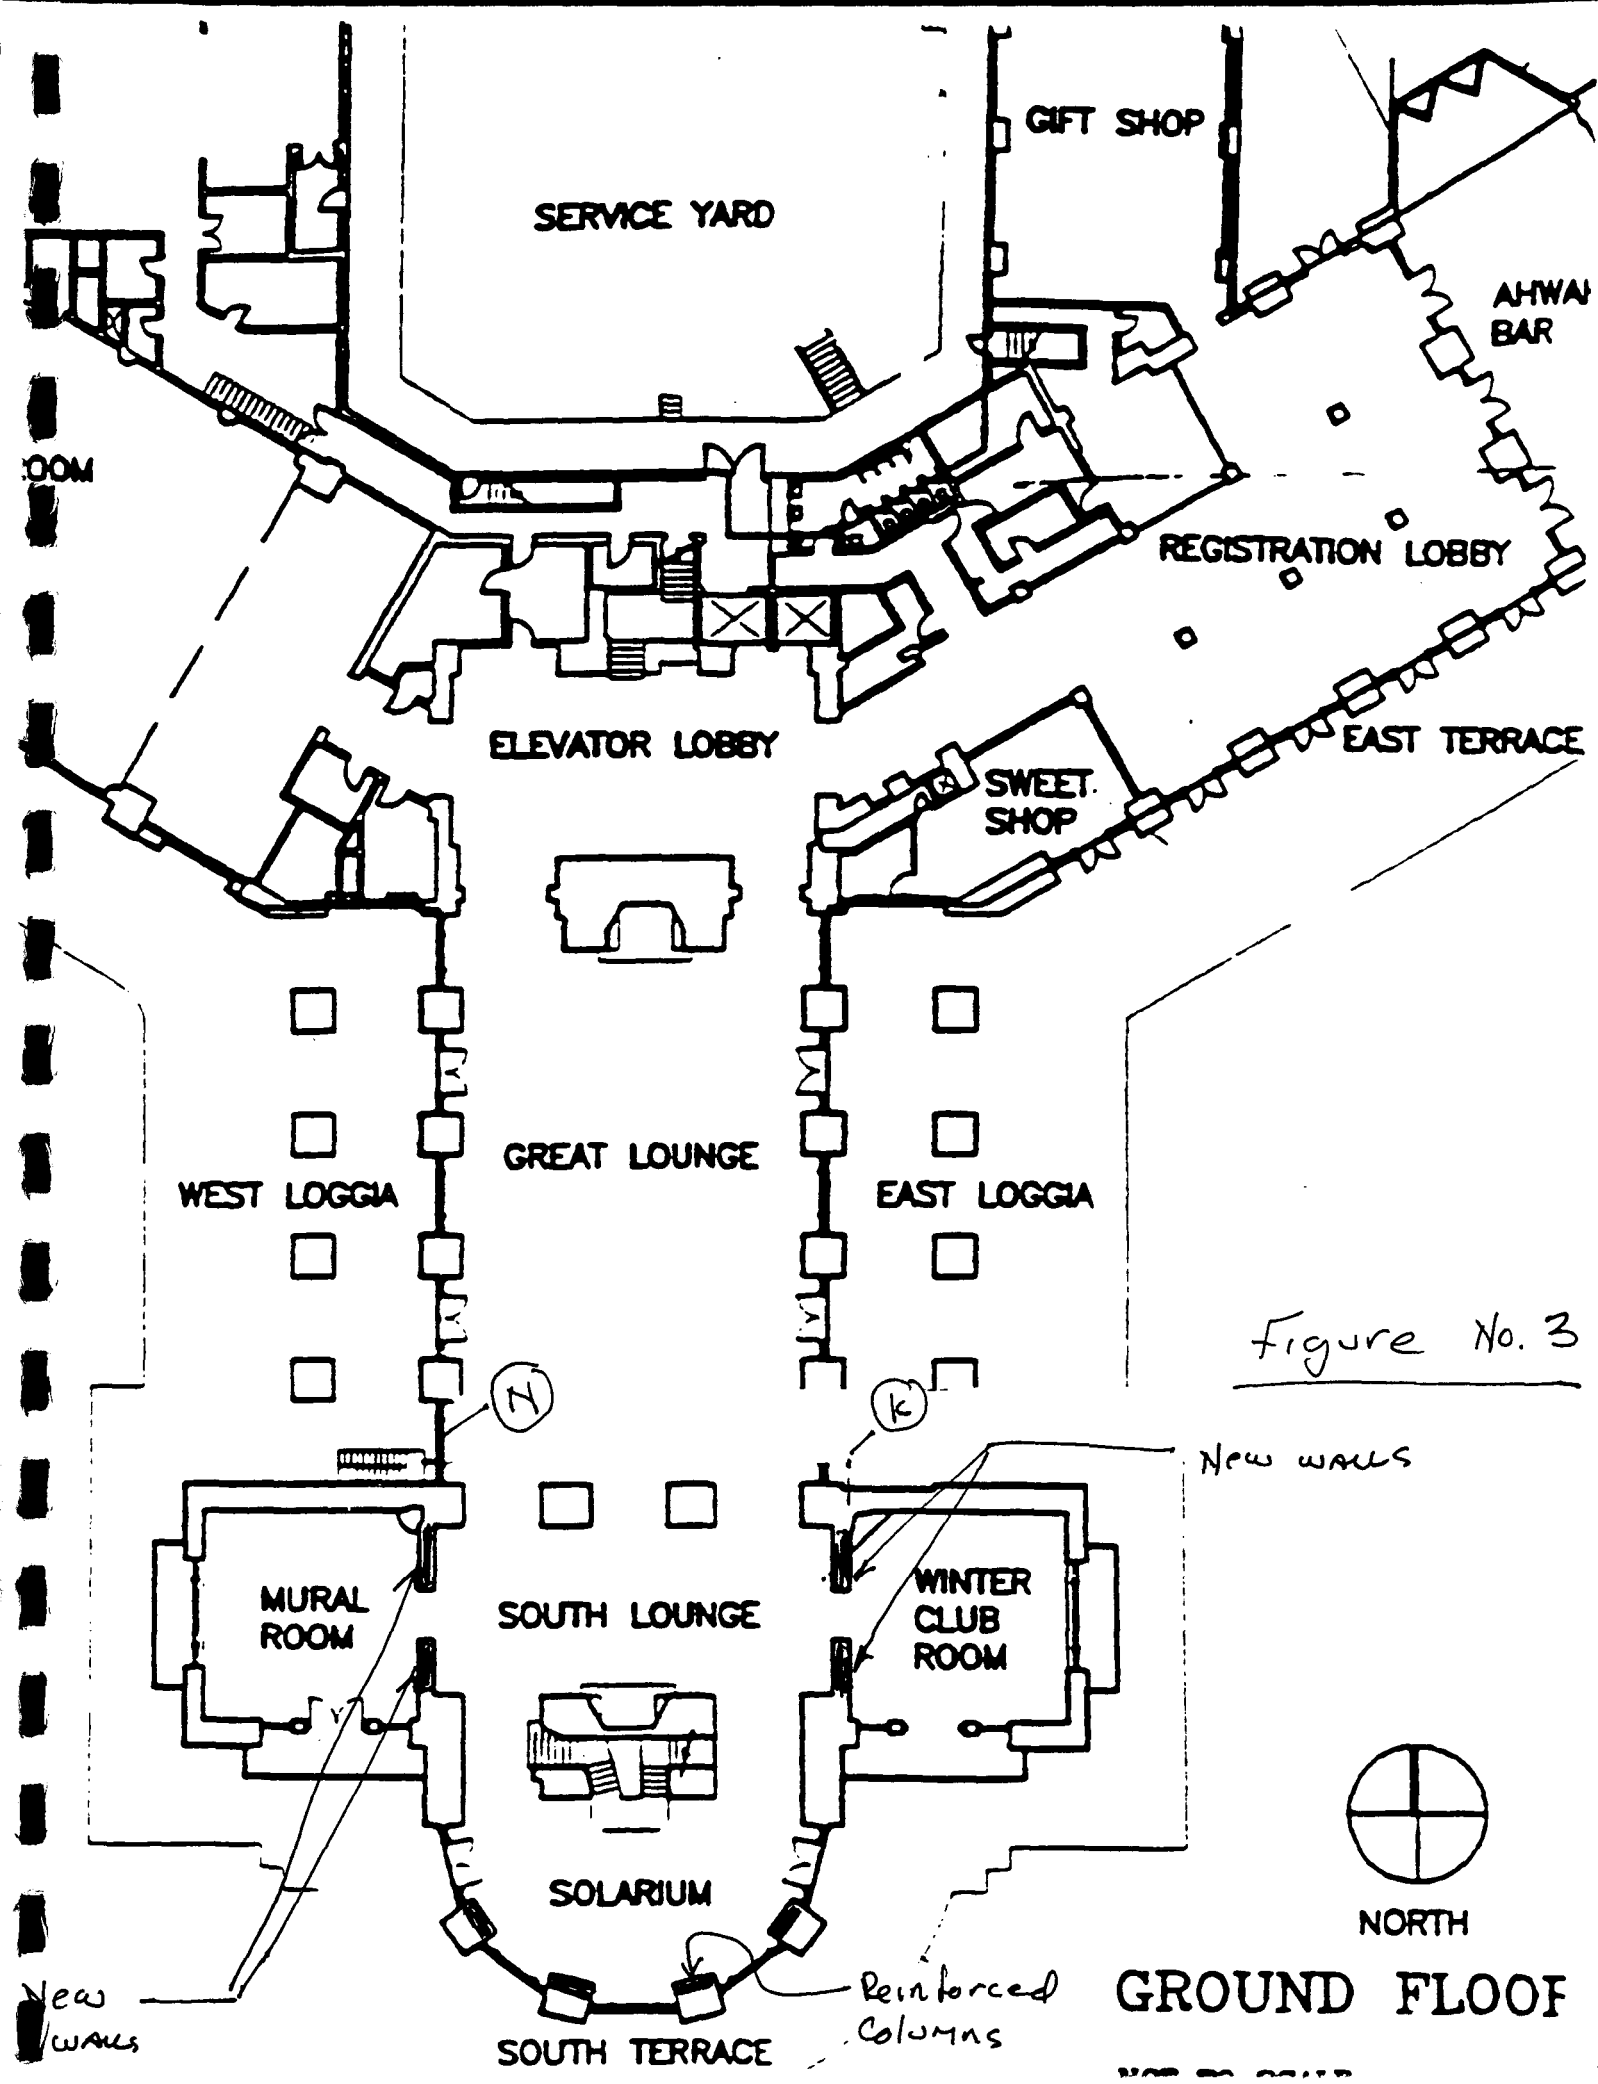 GIFT SHOP
SERVICE YARD
AHWAH
BAR
OOM
REGISTRATION LOBBY
ELEVATOR LOBBY
EAST TERRACE
SWEET
SHOP
GREAT LOUNGE
WEST LOGGIA
EAST LOGGIA
Figure No. 3
N
K
New WALLS
MURAL
ROOM
SOUTH LOUNGE
WINTER
CLUB
ROOM
SOLARIUM
NORTH
New
WALLS
Reinforced
Columns
GROUND FLOOR
SOUTH TERRACE